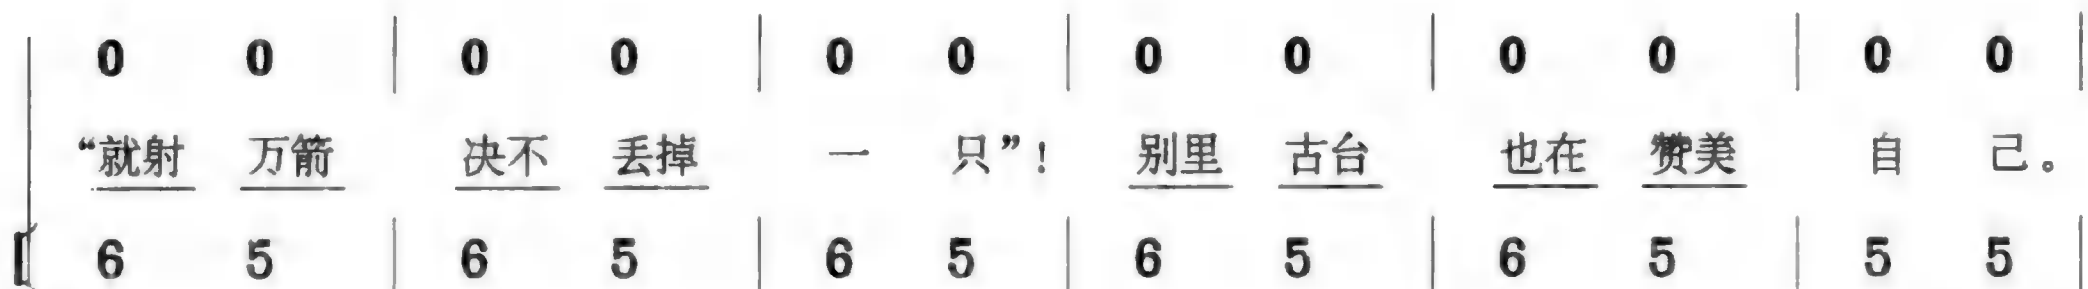 0 0 | 0 0 | 0 0 | 0 0 | 0 0 | 0 0 |
“就射 万箭 决不 丢掉 一 只”! 别里 古台 也在 赞美 自 己。
6 5 | 6 5 | 6 5 | 6 5 | 6 5 | 5 5 |